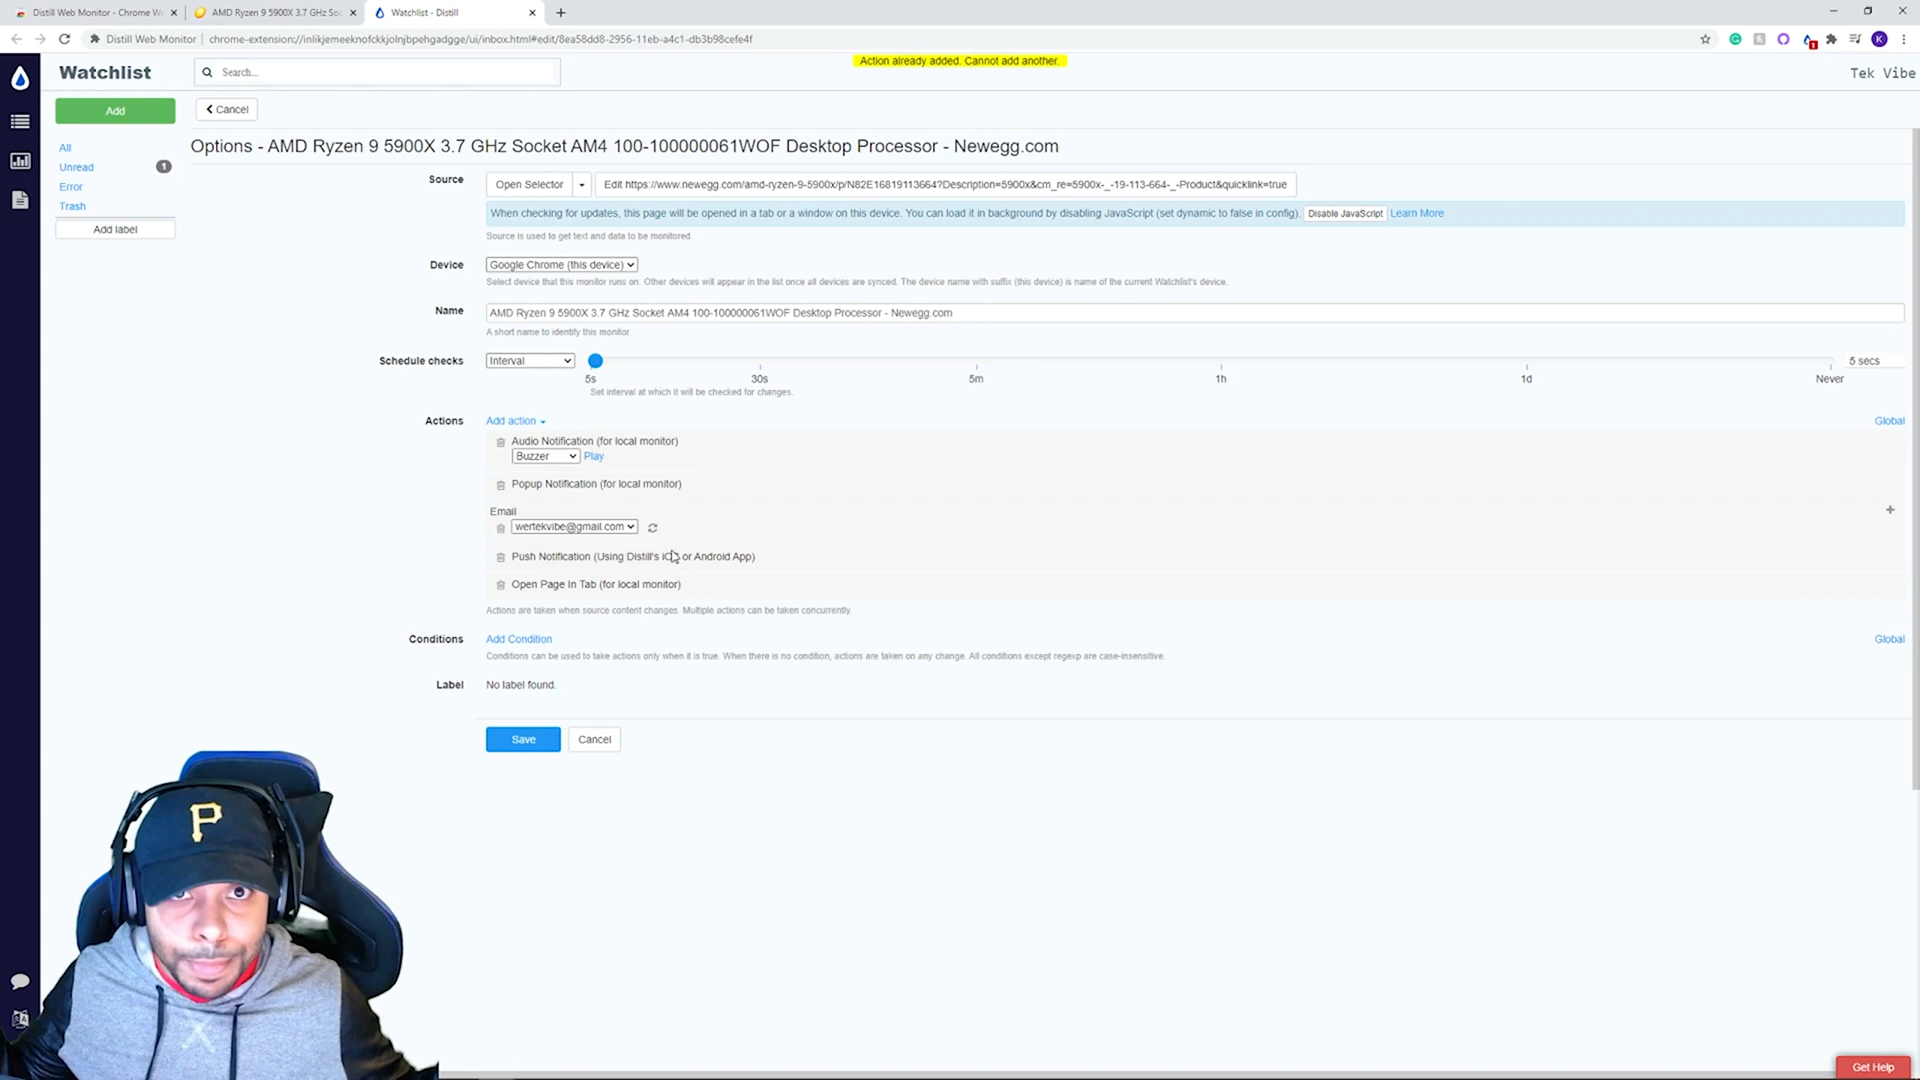 Distill Web Monitor - Chrome We
AMD Ryzen 9 5900X 3.7 GHz Soc
Watchlist - Distill
Distill Web Monitor
chrome-extension://inlikjemeeknofckkjolnjbpehgadgge/ui/inbox.html#edit/8ea58dd8-2956-11eb-a4c1-db3b98cefe4f
1
K
Action already added. Cannot add another.
Watchlist
Search...
Tek Vibe
Add
Cancel
All
Unread 1
Error
Trash
Add label
Options - AMD Ryzen 9 5900X 3.7 GHz Socket AM4 100-100000061WOF Desktop Processor - Newegg.com
Source
Open Selector
Edit https://www.newegg.com/amd-ryzen-9-5900x/p/N82E16819113664?Description=5900x&cm_re=5900x-_-19-113-664-_-Product&quicklink=true
When checking for updates, this page will be opened in a tab or a window on this device. You can load it in background by disabling JavaScript (set dynamic to false in config). Disable JavaScript Learn More
Source is used to get text and data to be monitored.
Device
Google Chrome (this device)
Select device that this monitor runs on. Other devices will appear in the list once all devices are synced. The device name with suffix (this device) is name of the current Watchlist's device.
Name
AMD Ryzen 9 5900X 3.7 GHz Socket AM4 100-100000061WOF Desktop Processor - Newegg.com
A short name to identify this monitor.
Schedule checks
Interval
5 secs
5s 30s 5m 1h 1d Never
Set interval at which it will be checked for changes.
Actions
Add action
Global
Audio Notification (for local monitor)
Buzzer Play
Popup Notification (for local monitor)
Email
wertekvibe@gmail.com
Push Notification (Using Distill's iOS or Android App)
Open Page In Tab (for local monitor)
Actions are taken when source content changes. Multiple actions can be taken concurrently.
Conditions
Add Condition
Global
Conditions can be used to take actions only when it is true. When there is no condition, actions are taken on any change. All conditions except regexp are case-insensitive.
Label
No label found.
Save
Cancel
P
X
Get Help